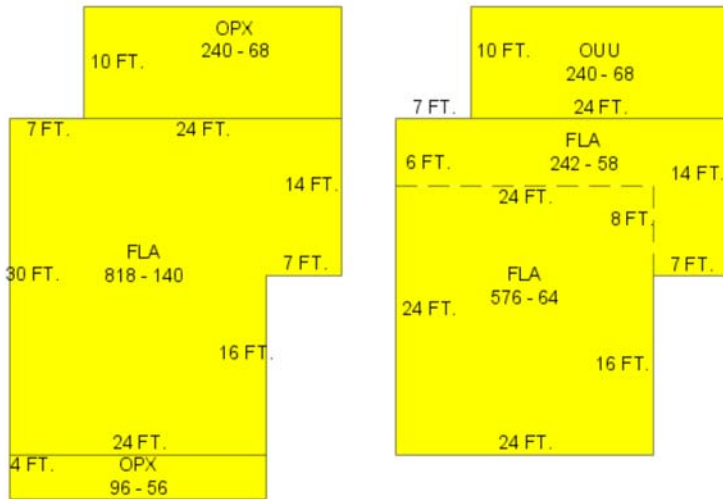 OPX
240 - 68
10 FT.
7 FT.
24 FT.
14 FT.
FLA
818 - 140
30 FT.
7 FT.
16 FT.
24 FT.
4 FT.
OPX
96 - 56
10 FT.
OUU
240 - 68
7 FT.
24 FT.
FLA
242 - 58
6 FT.
14 FT.
24 FT.
8 FT.
7 FT.
FLA
576 - 64
24 FT.
16 FT.
24 FT.